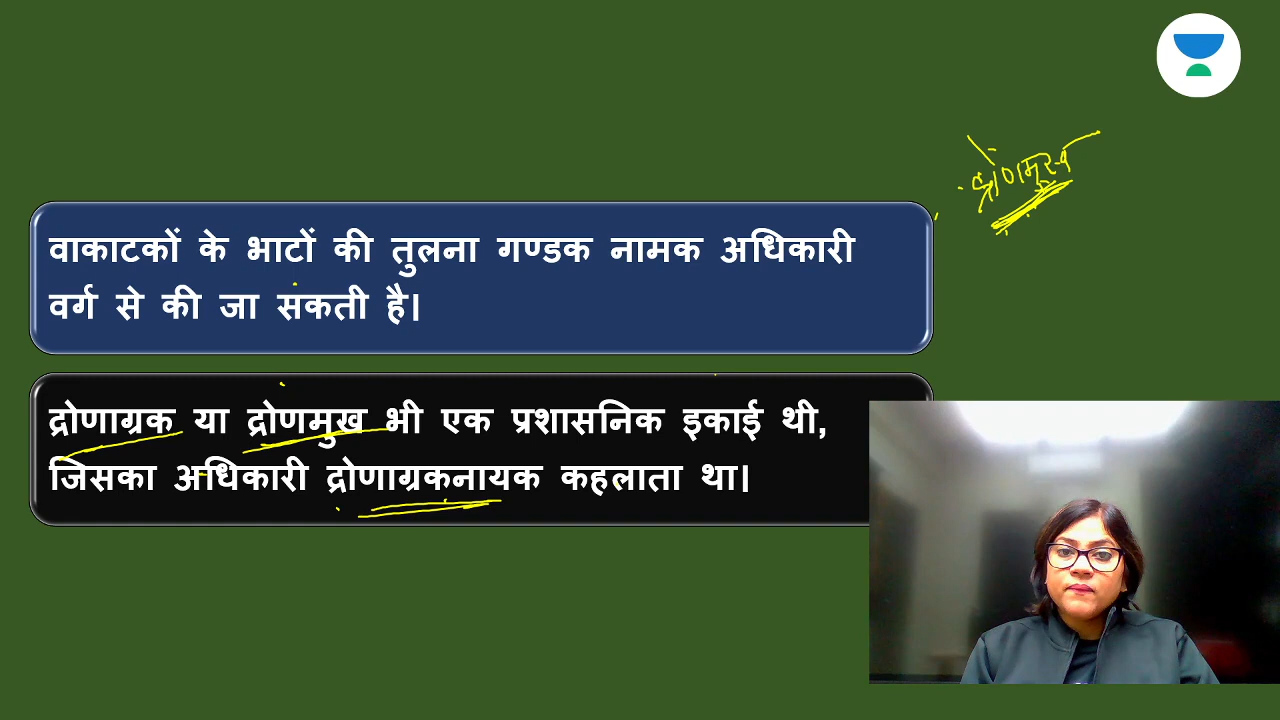 द्रोणमुख
वाकाटकों के भाटों की तुलना गण्डक नामक अधिकारी
वर्ग से की जा सकती है।
द्रोणाग्रक या द्रोणमुख भी एक प्रशासनिक इकाई थी,
जिसका अधिकारी द्रोणाग्रकनायक कहलाता था।